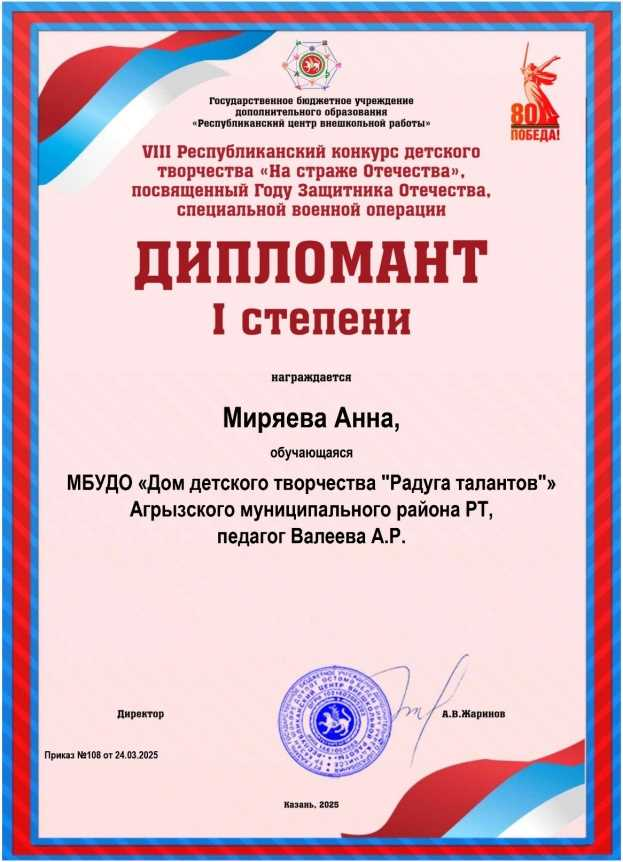 Государственное бюджетное учреждение
дополнительного образования
«Республиканский центр внешкольной работы»
80
ПОБЕДА!
VIII Республиканский конкурс детского
творчества «На страже Отечества»,
посвященный Году Защитника Отечества,
специальной военной операции
ДИПЛОМАНТ
I степени
награждается
Миряева Анна,
обучающаяся
МБУДО «Дом детского творчества "Радуга талантов"»
Агрызского муниципального района РТ,
педагог Валеева А.Р.
Директор
А.В.Жаринов
Приказ №108 от 24.03.2025
Казань, 2025